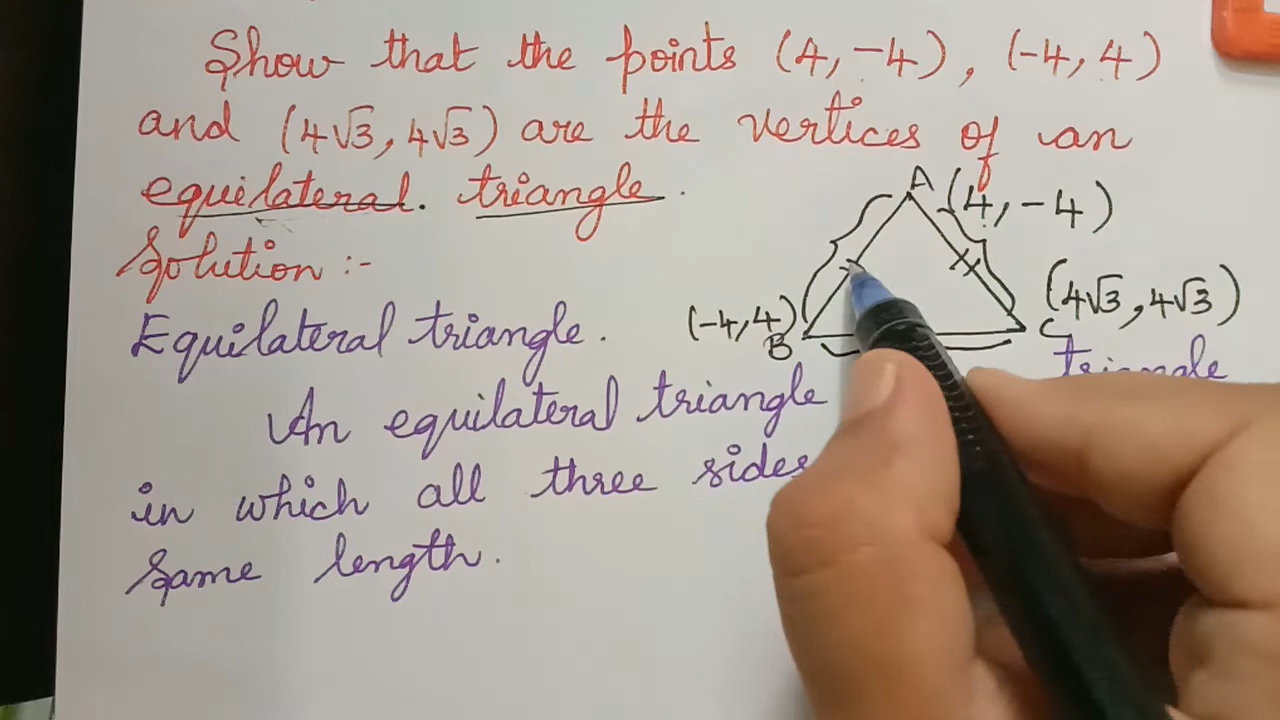 Show that the points (4, -4), (-4, 4)
and (4√3, 4√3) are the vertices of an
equilateral. triangle.
Solution :-
Equilateral triangle.
An equilateral triangle
in which all three sides
same length.
A (4, -4)
(-4, 4)
B
(4√3, 4√3)
C
triangle